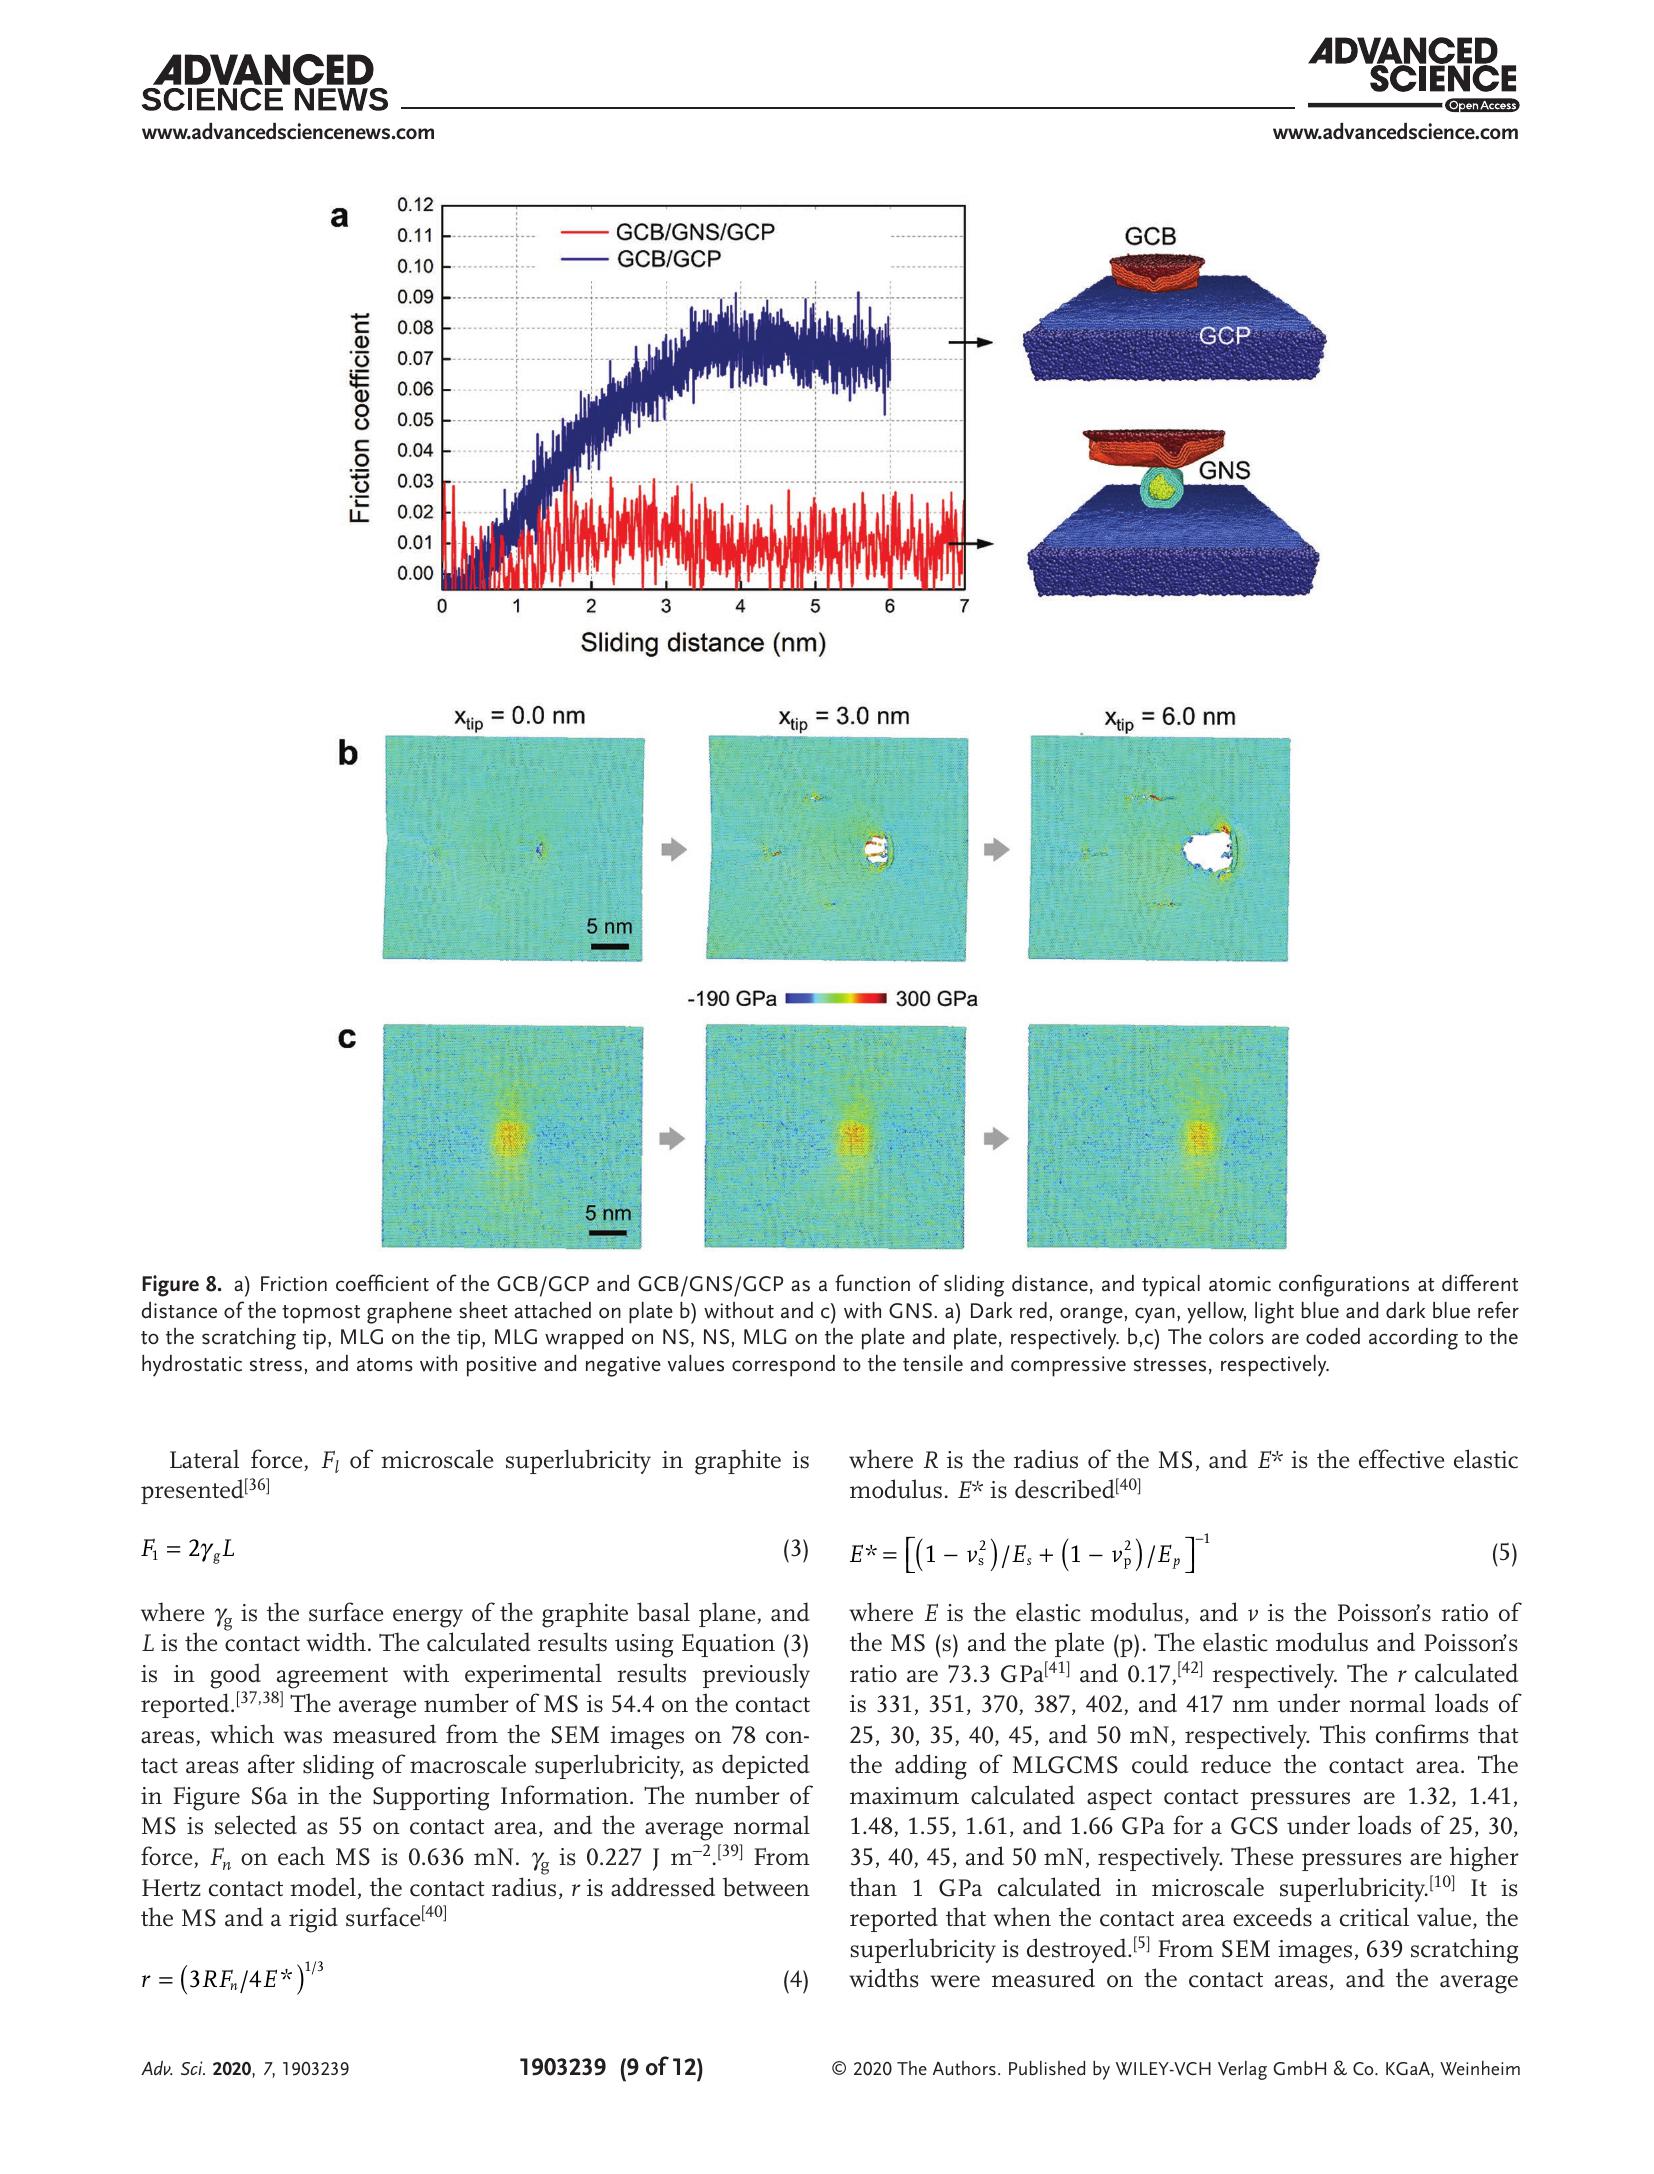 ADVANCED
SCIENCE NEWS
www.advancedsciencenews.com
ADVANCED
SCIENCE
Open Access
www.advancedscience.com
a
0.12
0.11
0.10
0.09
0.08
0.07
0.06
0.05
0.04
0.03
0.02
0.01
0.00
Friction coefficient
GCB/GNS/GCP
GCB/GCP
0 1 2 3 4 5 6 7
Sliding distance (nm)
GCB
GCP
GNS
x_tip = 0.0 nm x_tip = 3.0 nm x_tip = 6.0 nm
b
5 nm
-190 GPa 300 GPa
c
5 nm
Figure 8. a) Friction coefficient of the GCB/GCP and GCB/GNS/GCP as a function of sliding distance, and typical atomic configurations at different
distance of the topmost graphene sheet attached on plate b) without and c) with GNS. a) Dark red, orange, cyan, yellow, light blue and dark blue refer
to the scratching tip, MLG on the tip, MLG wrapped on NS, NS, MLG on the plate and plate, respectively. b,c) The colors are coded according to the
hydrostatic stress, and atoms with positive and negative values correspond to the tensile and compressive stresses, respectively.
Lateral force, F_l of microscale superlubricity in graphite is
presented[36]
F_1 = 2γ_g L (3)
where γ_g is the surface energy of the graphite basal plane, and
L is the contact width. The calculated results using Equation (3)
is in good agreement with experimental results previously
reported.[37,38] The average number of MS is 54.4 on the contact
areas, which was measured from the SEM images on 78 con-
tact areas after sliding of macroscale superlubricity, as depicted
in Figure S6a in the Supporting Information. The number of
MS is selected as 55 on contact area, and the average normal
force, F_n on each MS is 0.636 mN. γ_g is 0.227 J m−2.[39] From
Hertz contact model, the contact radius, r is addressed between
the MS and a rigid surface[40]
r = (3RF_n/4E*)^1/3 (4)
where R is the radius of the MS, and E* is the effective elastic
modulus. E* is described[40]
E* = [(1 − ν_s^2)/E_s + (1 − ν_p^2)/E_p]^−1 (5)
where E is the elastic modulus, and ν is the Poisson's ratio of
the MS (s) and the plate (p). The elastic modulus and Poisson's
ratio are 73.3 GPa[41] and 0.17,[42] respectively. The r calculated
is 331, 351, 370, 387, 402, and 417 nm under normal loads of
25, 30, 35, 40, 45, and 50 mN, respectively. This confirms that
the adding of MLGCMS could reduce the contact area. The
maximum calculated aspect contact pressures are 1.32, 1.41,
1.48, 1.55, 1.61, and 1.66 GPa for a GCS under loads of 25, 30,
35, 40, 45, and 50 mN, respectively. These pressures are higher
than 1 GPa calculated in microscale superlubricity.[10] It is
reported that when the contact area exceeds a critical value, the
superlubricity is destroyed.[5] From SEM images, 639 scratching
widths were measured on the contact areas, and the average
Adv. Sci. 2020, 7, 1903239
1903239 (9 of 12)
© 2020 The Authors. Published by WILEY-VCH Verlag GmbH & Co. KGaA, Weinheim